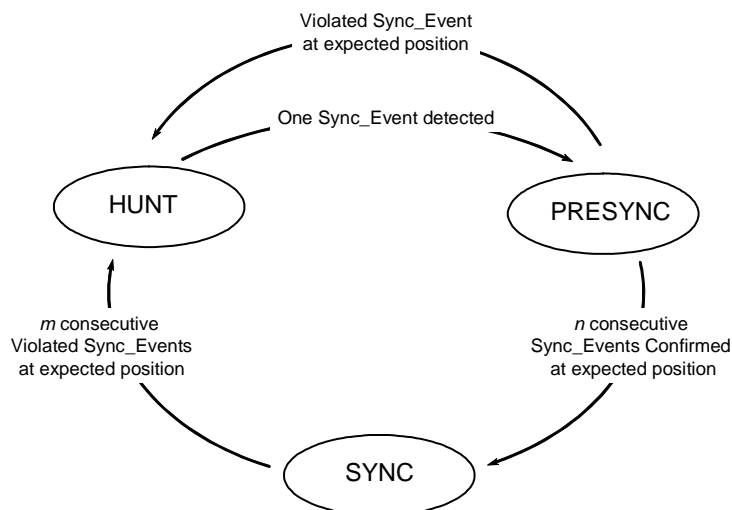 Violated Sync_Event
at expected position
One Sync_Event detected
HUNT
PRESYNC
m consecutive
Violated Sync_Events
at expected position
n consecutive
Sync_Events Confirmed
at expected position
SYNC